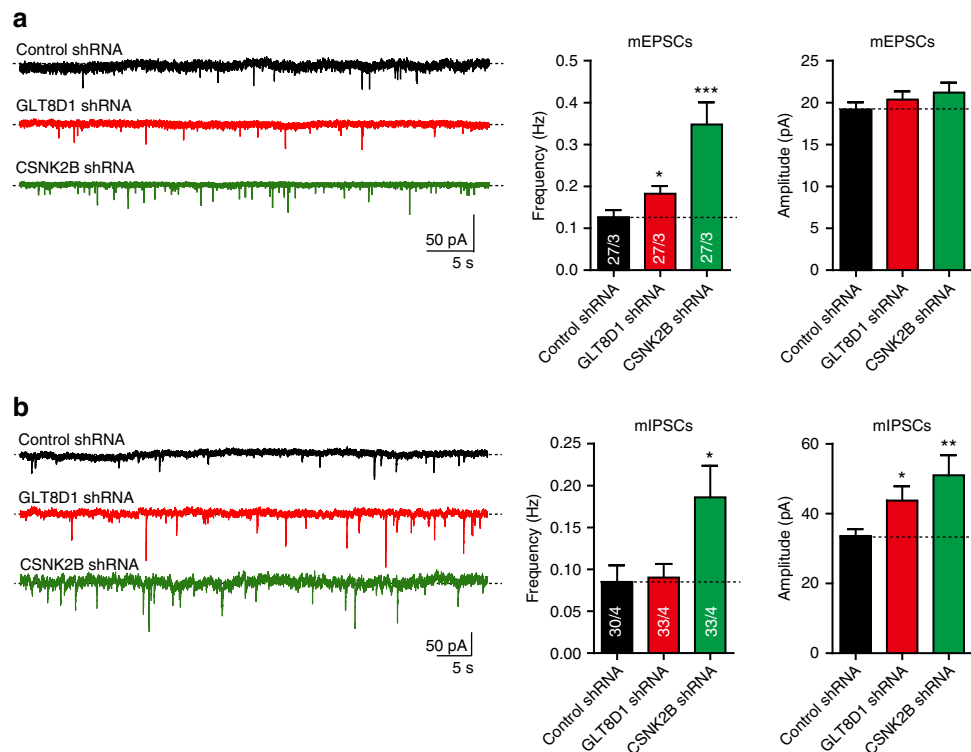 a
Control shRNA
GLT8D1 shRNA
CSNK2B shRNA
50 pA
5 s
mEPSCs
Frequency (Hz)
0.5
0.4
0.3
0.2
0.1
0.0
***
*
27/3
27/3
27/3
Control shRNA
GLT8D1 shRNA
CSNK2B shRNA
mEPSCs
Amplitude (pA)
25
20
15
10
5
0
Control shRNA
GLT8D1 shRNA
CSNK2B shRNA
b
Control shRNA
GLT8D1 shRNA
CSNK2B shRNA
50 pA
5 s
mIPSCs
Frequency (Hz)
0.25
0.20
0.15
0.10
0.05
0.00
*
30/4
33/4
33/4
Control shRNA
GLT8D1 shRNA
CSNK2B shRNA
mIPSCs
Amplitude (pA)
60
40
20
0
**
*
Control shRNA
GLT8D1 shRNA
CSNK2B shRNA